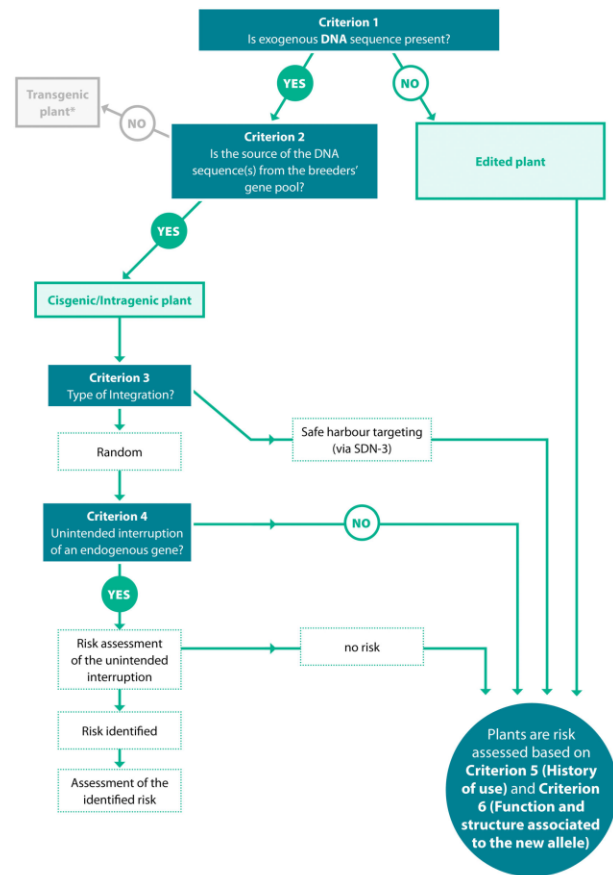 Criterion 1
Is exogenous DNA sequence present?
YES
NO
Transgenic
plant*
NO
Criterion 2
Is the source of the DNA
sequence(s) from the breeders'
gene pool?
Edited plant
YES
Cisgenic/Intragenic plant
Criterion 3
Type of Integration?
Safe harbour targeting
(via SDN-3)
Random
Criterion 4
Unintended interruption
of an endogenous gene?
NO
YES
Risk assessment
of the unintended
interruption
no risk
Risk identified
Assessment of the
identified risk
Plants are risk
assessed based on
Criterion 5 (History
of use) and Criterion
6 (Function and
structure associated
to the new allele)